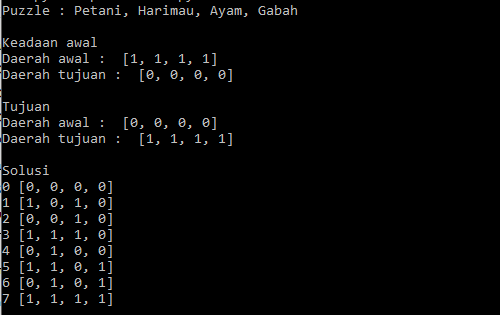 Puzzle : Petani, Harimau, Ayam, Gabah
Keadaan awal
Daerah awal :  [1, 1, 1, 1]
Daerah tujuan :  [0, 0, 0, 0]
Tujuan
Daerah awal :  [0, 0, 0, 0]
Daerah tujuan :  [1, 1, 1, 1]
Solusi
0 [0, 0, 0, 0]
1 [1, 0, 1, 0]
2 [0, 0, 1, 0]
3 [1, 1, 1, 0]
4 [0, 1, 0, 0]
5 [1, 1, 0, 1]
6 [0, 1, 0, 1]
7 [1, 1, 1, 1]